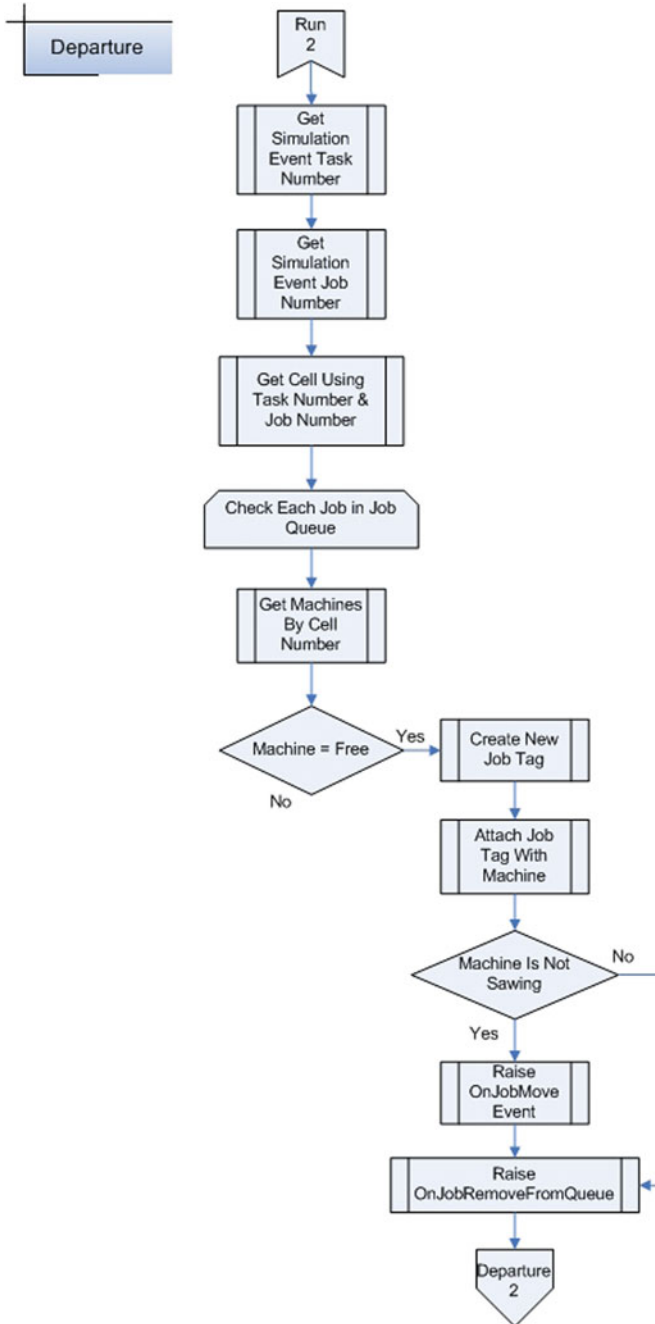 Departure
Run
2
Get
Simulation
Event Task
Number
Get
Simulation
Event Job
Number
Get Cell Using
Task Number &
Job Number
Check Each Job in Job
Queue
Get Machines
By Cell
Number
Machine = Free
Yes
No
Create New
Job Tag
Attach Job
Tag With
Machine
Machine Is Not
Sawing
No
Yes
Raise
OnJobMove
Event
Raise
OnJobRemoveFromQueue
Departure
2